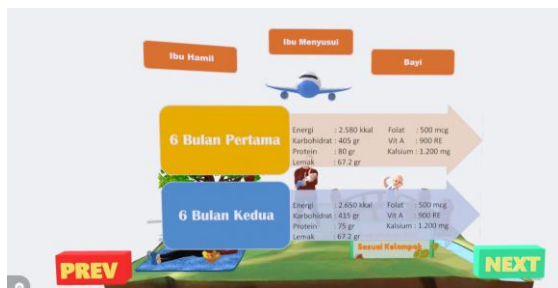 Ibu Hamil
Ibu Menyusui
Bayi
6 Bulan Pertama
Energi : 2.580 kkal Folat : 500 mcg
Karbohidrat : 405 gr Vit A : 900 RE
Protein : 80 gr Kalsium : 1.200 mg
Lemak : 67.2 gr
6 Bulan Kedua
Energi : 2.650 kkal Folat : 500 mcg
Karbohidrat : 415 gr Vit A : 900 RE
Protein : 75 gr Kalsium : 1.200 mg
Lemak : 67.2 gr
Sesuai Kelompok
PREV
NEXT